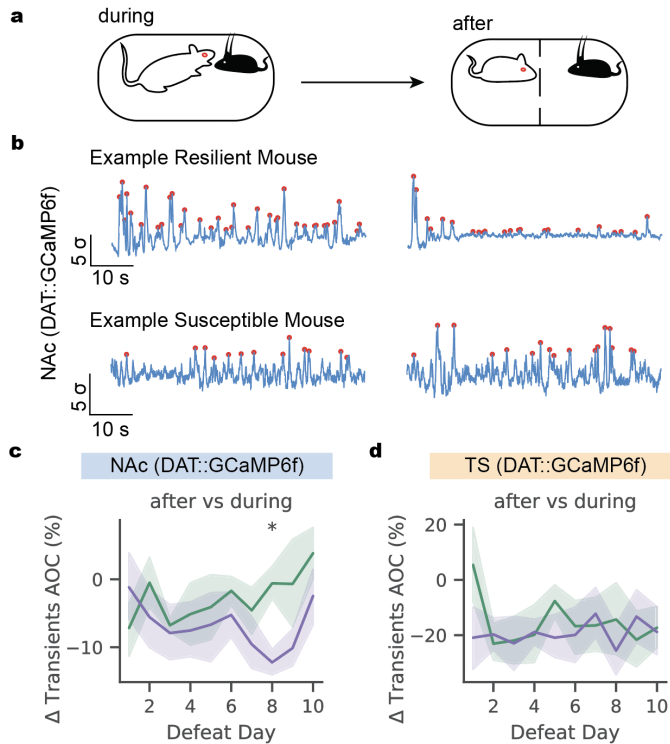 a
during
after
b
Example Resilient Mouse
NAc (DAT::GCaMP6f)
5 σ
10 s
Example Susceptible Mouse
5 σ
10 s
c
NAc (DAT::GCaMP6f)
after vs during
Δ Transients AOC (%)
*
0
−10
2 4 6 8 10
Defeat Day
d
TS (DAT::GCaMP6f)
after vs during
Δ Transients AOC (%)
20
0
−20
2 4 6 8 10
Defeat Day